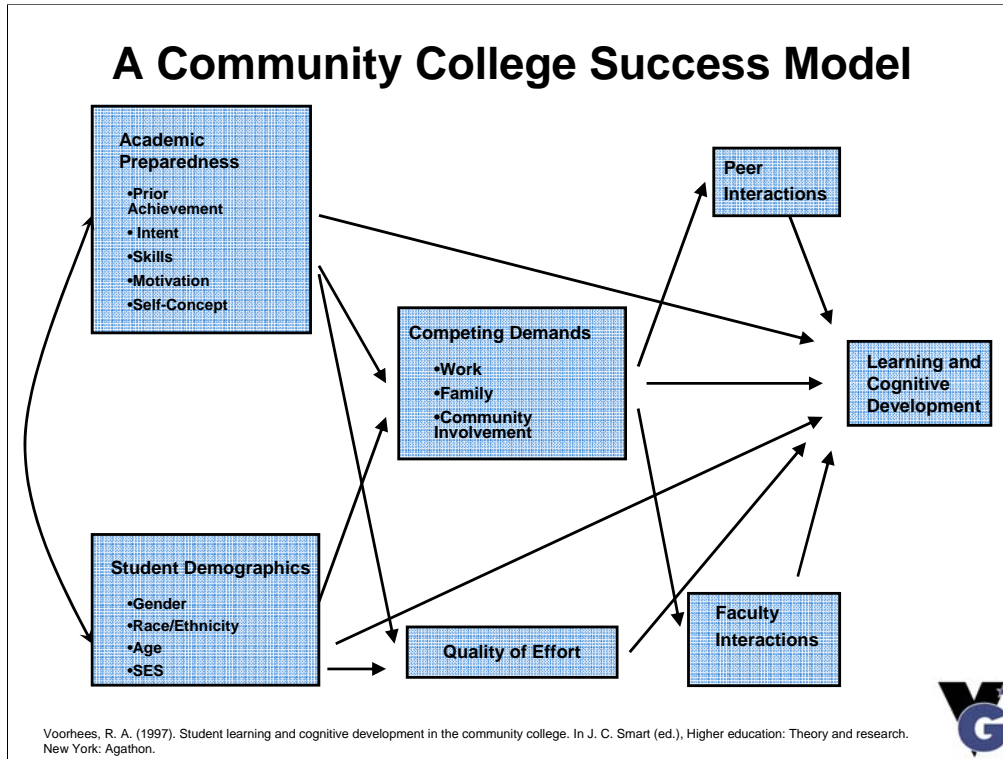 A Community College Success Model
Academic
Preparedness
•Prior
Achievement
• Intent
•Skills
•Motivation
•Self-Concept
Peer
Interactions
Competing Demands
•Work
•Family
•Community
Involvement
Learning and
Cognitive
Development
Student Demographics
•Gender
•Race/Ethnicity
•Age
•SES
Quality of Effort
Faculty
Interactions
Voorhees, R. A. (1997). Student learning and cognitive development in the community college. In J. C. Smart (ed.), Higher education: Theory and research.
New York: Agathon.
V
G